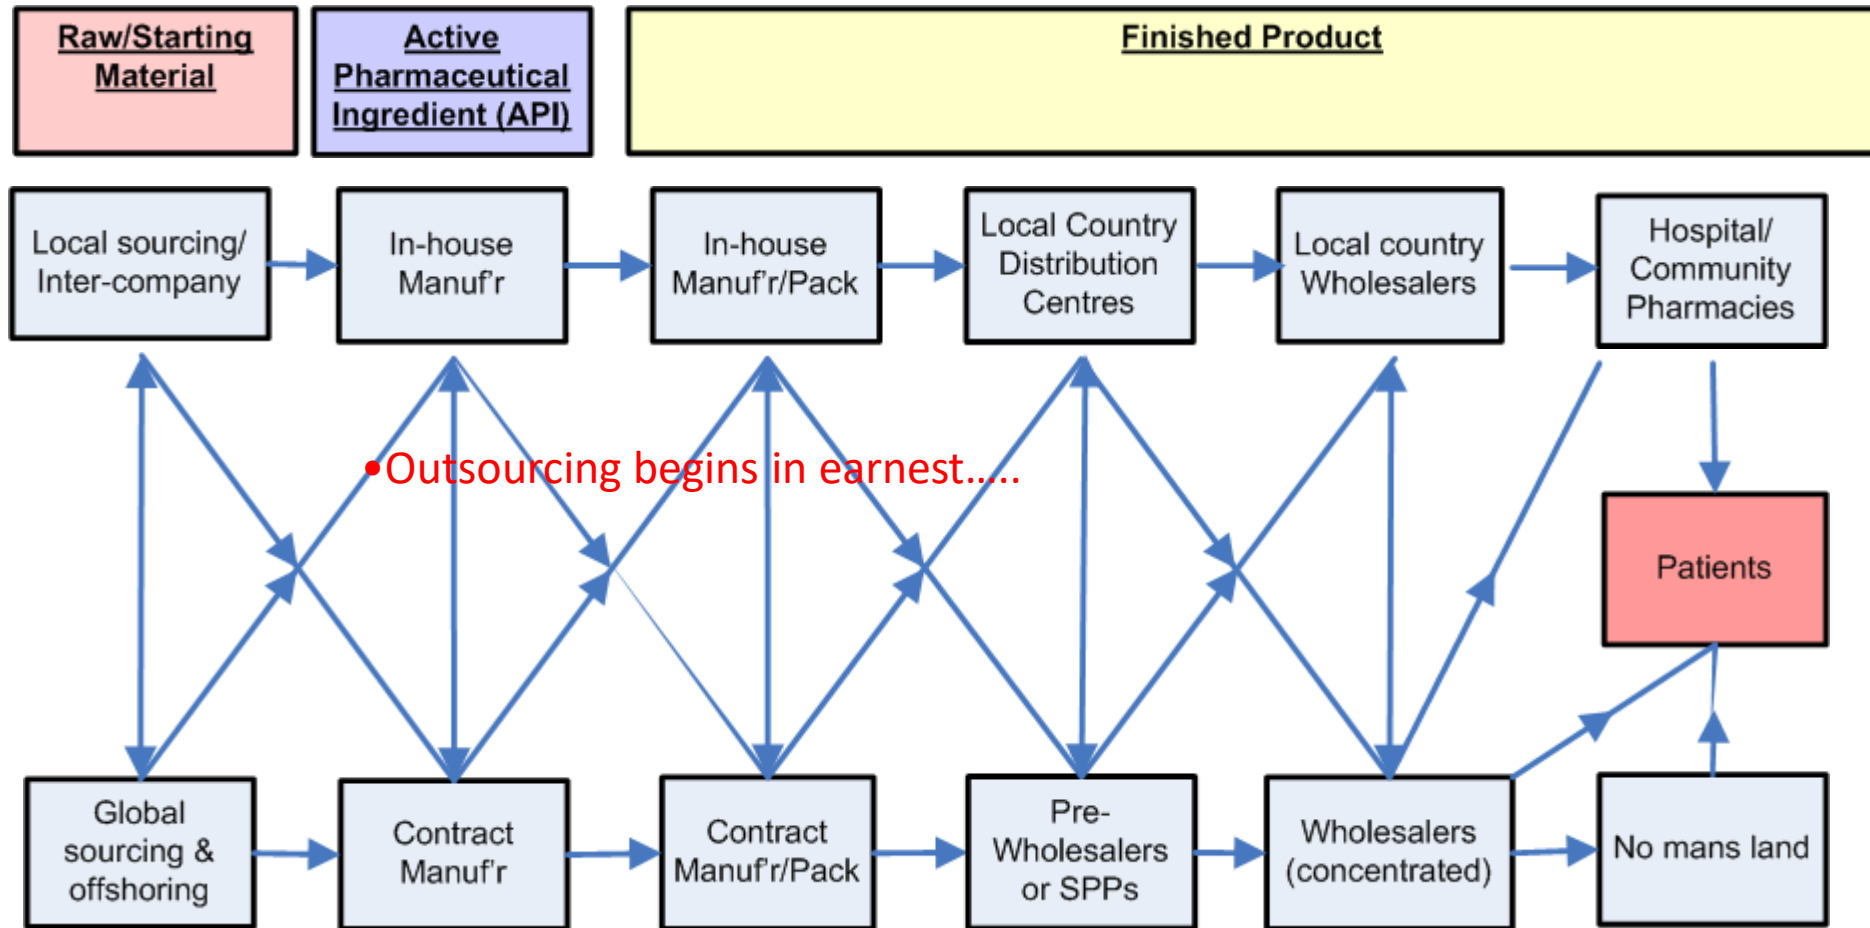 Raw/Starting
Material
Active
Pharmaceutical
Ingredient (API)
Finished Product
Local sourcing/
Inter-company
In-house
Manuf'r
In-house
Manuf'r/Pack
Local Country
Distribution
Centres
Local country
Wholesalers
Hospital/
Community
Pharmacies
•Outsourcing begins in earnest…..
Patients
Global
sourcing &
offshoring
Contract
Manuf'r
Contract
Manuf'r/Pack
Pre-
Wholesalers
or SPPs
Wholesalers
(concentrated)
No mans land